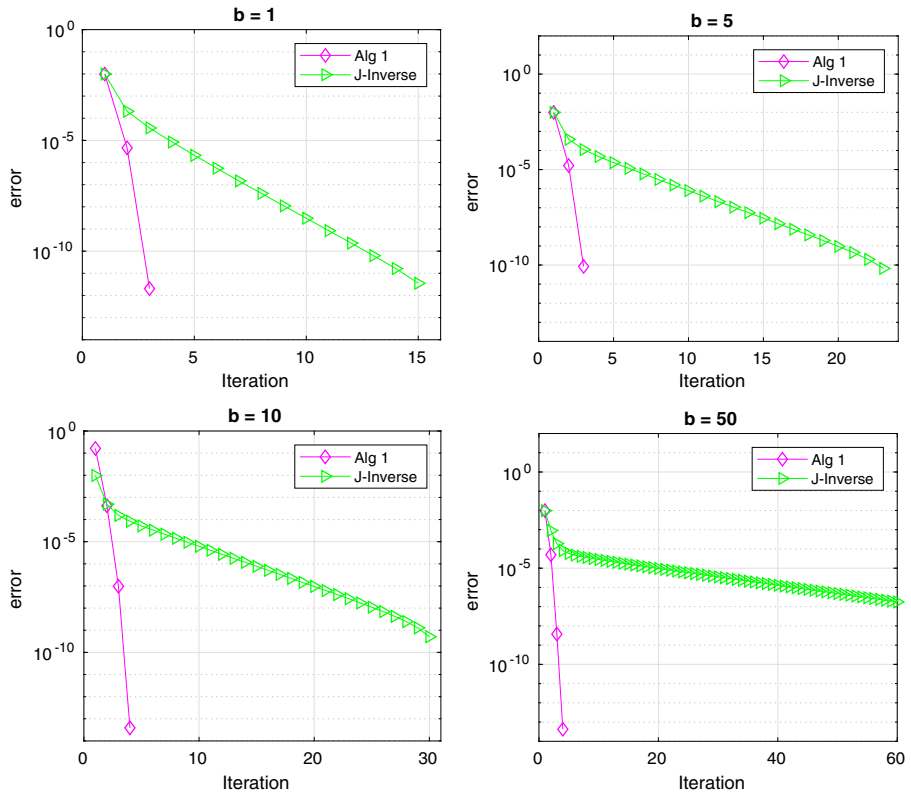 b = 1
10^0
10^-5
10^-10
error
Alg 1
J-Inverse
0
5
10
15
Iteration
b = 5
10^0
10^-5
10^-10
error
Alg 1
J-Inverse
0
5
10
15
20
Iteration
b = 10
10^0
10^-5
10^-10
error
Alg 1
J-Inverse
0
10
20
30
Iteration
b = 50
10^0
10^-5
10^-10
error
Alg 1
J-Inverse
0
20
40
60
Iteration